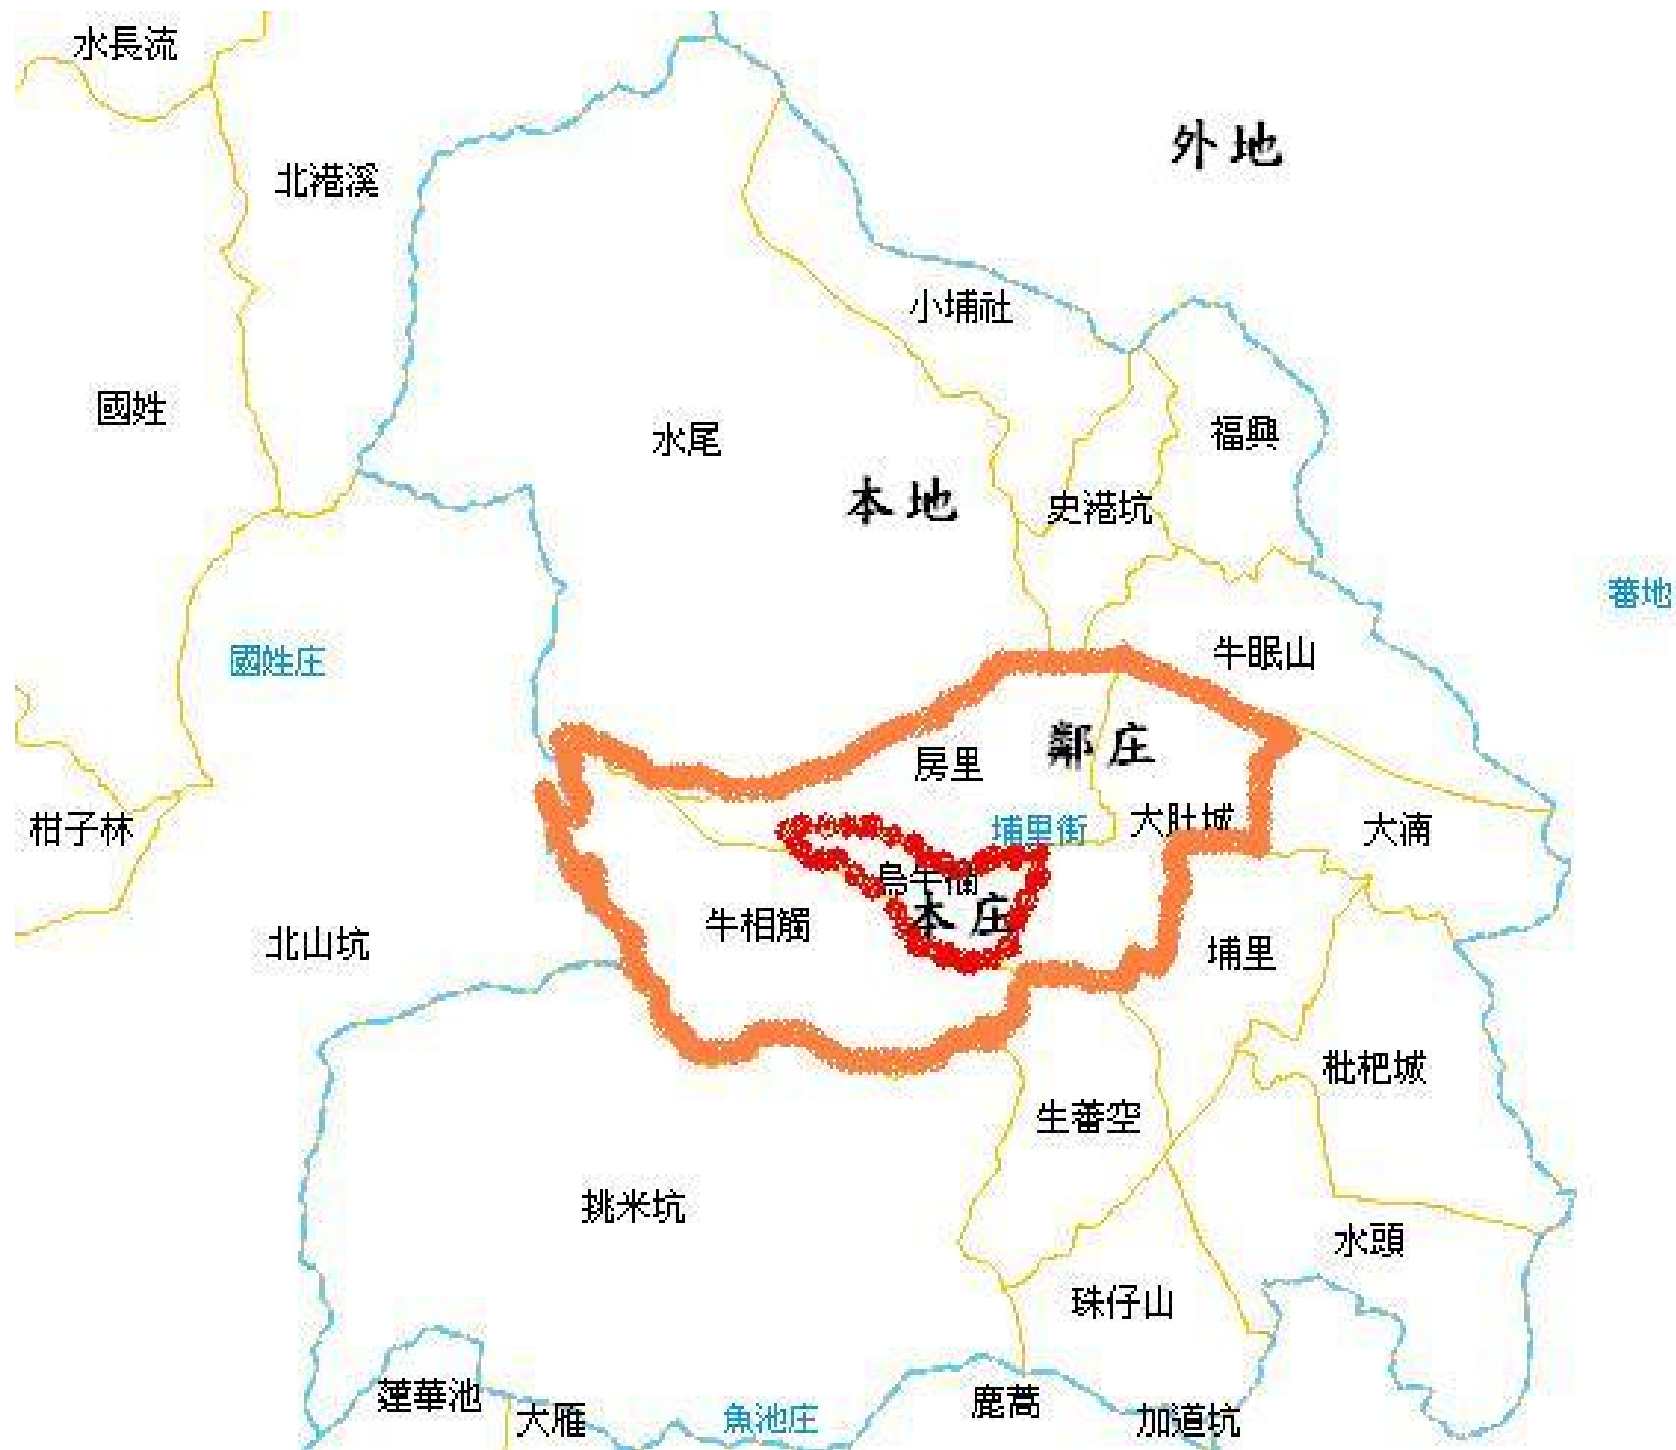 水長流
外地
北港溪
小埔社
國姓
福興
水尾
本地
史港坑
蕃地
國姓庄
牛眠山
鄰庄
房里
埔里街
大肚城
柑子林
大湳
烏牛欄
本庄
牛相觸
北山坑
埔里
枇杷城
生蕃空
挑米坑
水頭
珠仔山
蓮華池
大雁
魚池庄
鹿蒿
加道坑